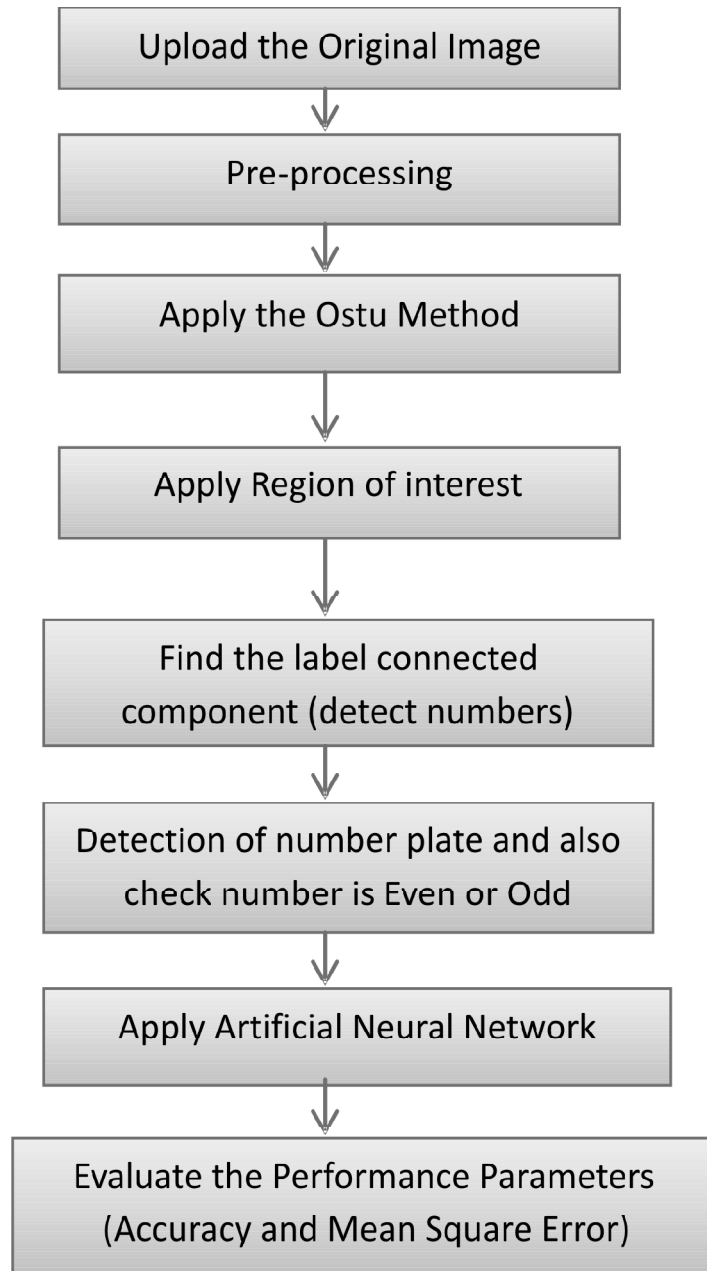 Upload the Original Image
Pre-processing
Apply the Ostu Method
Apply Region of interest
Find the label connected
component (detect numbers)
Detection of number plate and also
check number is Even or Odd
Apply Artificial Neural Network
Evaluate the Performance Parameters
(Accuracy and Mean Square Error)